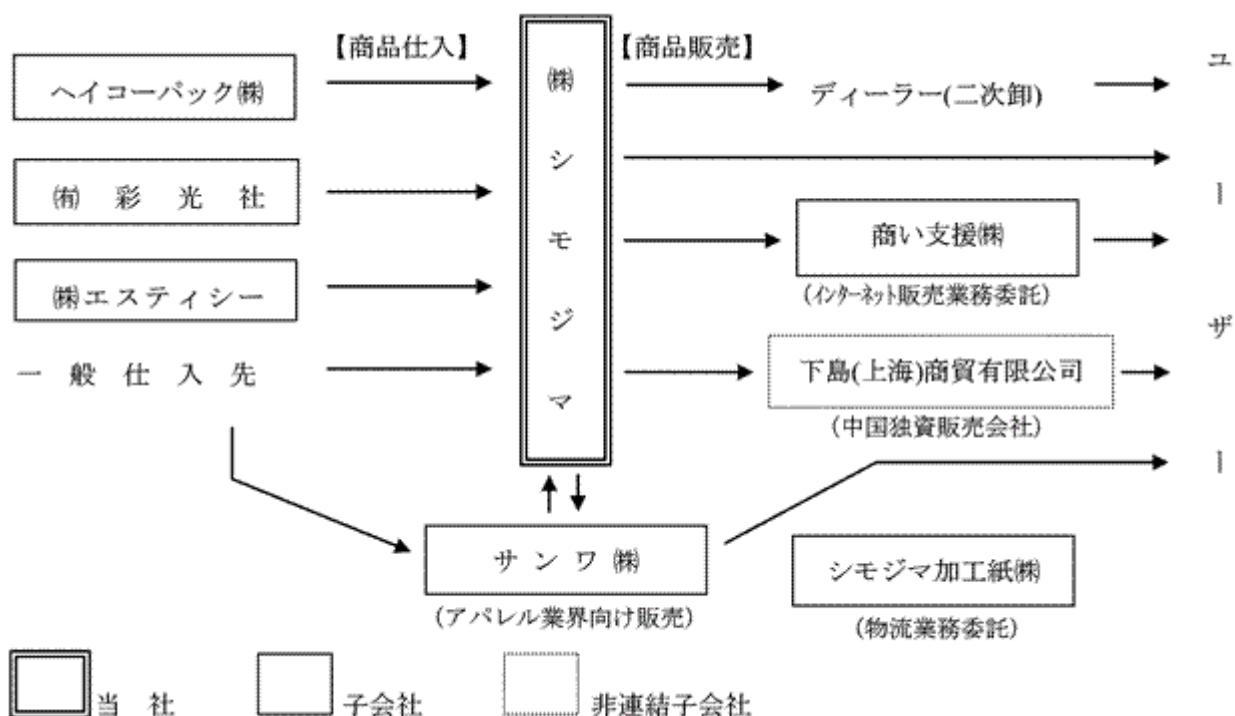 【商品仕入】
【商品販売】
ヘイコーパック㈱
㈲ 彩 光 社
㈱エスティシー
一 般 仕 入 先
㈱シモジマ
ディーラー(二次卸)
商い支援㈱
(インターネット販売業務委託)
下島(上海)商貿有限公司
(中国独資販売会社)
ユーザー
サ ン ワ ㈱
(アパレル業界向け販売)
シモジマ加工紙㈱
(物流業務委託)
当 社
子会社
非連結子会社